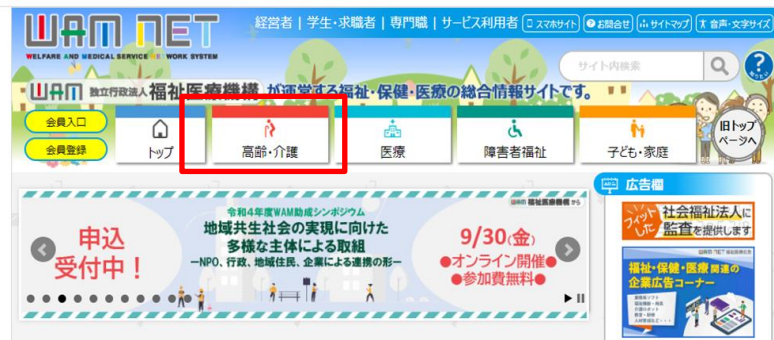 WAM NET
経営者 | 学生・求職者 | 専門職 | サービス利用者
スマホサイト
お問合せ
サイトマップ
音声・文字サイズ
WELFARE AND MEDICAL SERVICE NETWORK SYSTEM
サイト内検索
?
WAM 独立行政法人福祉医療機構 が運営する福祉・保健・医療の総合情報サイトです。
会員入口
会員登録
トップ
高齢・介護
医療
障害者福祉
子ども・家庭
旧トップ
ページへ
広告欄
WAM 福祉医療機構 から
令和4年度WAM助成シンポジウム
申込
受付中！
地域共生社会の実現に向けた
多様な主体による取組
ーNPO、行政、地域住民、企業による連携の形ー
9/30(金)
●オンライン開催●
●参加費無料●
フィット
した
社会福祉法人に
監査を提供します
福祉・保健・医療関連の
企業広告コーナー